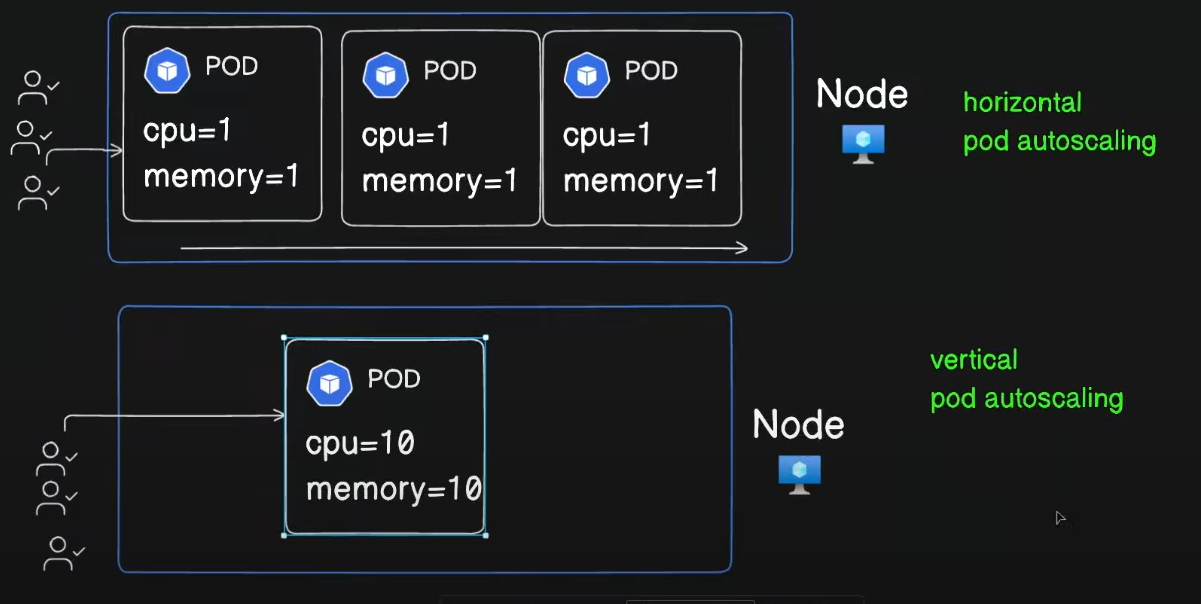 POD
cpu=1
memory=1
POD
cpu=1
memory=1
POD
cpu=1
memory=1
Node
horizontal
pod autoscaling
POD
cpu=10
memory=10
Node
vertical
pod autoscaling